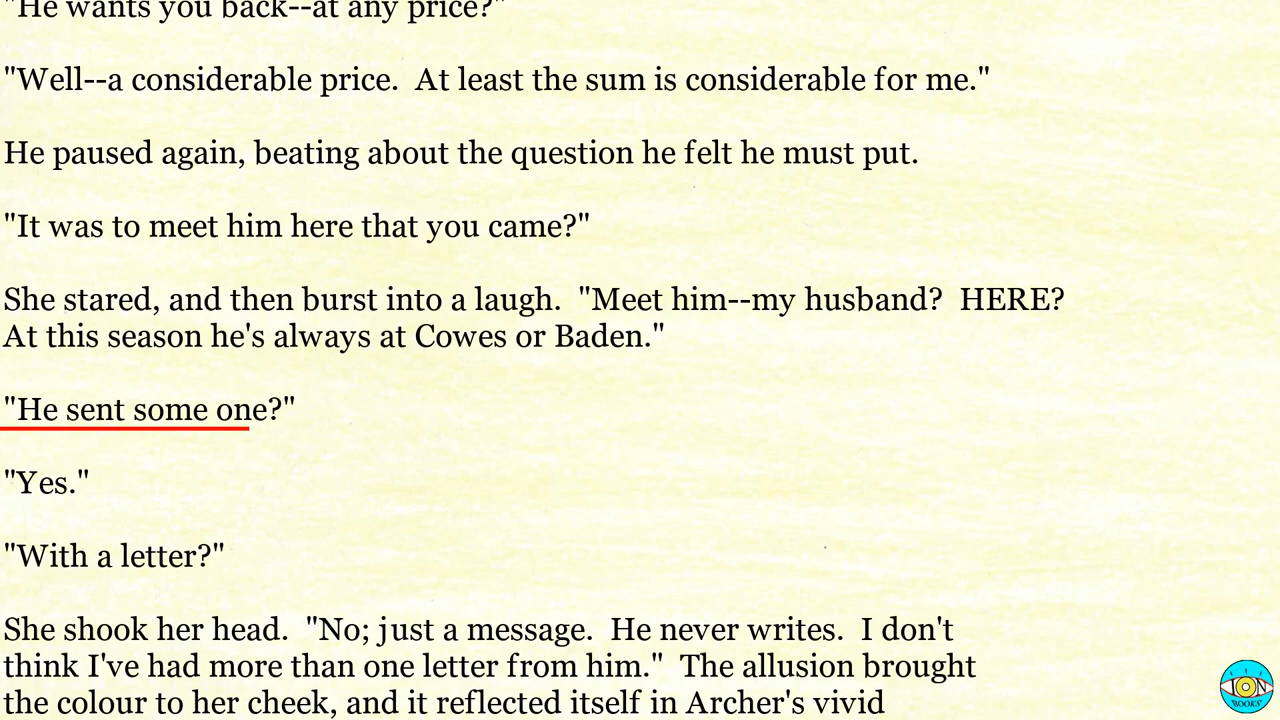 "He wants you back--at any price?"
"Well--a considerable price.  At least the sum is considerable for me."
He paused again, beating about the question he felt he must put.
"It was to meet him here that you came?"
She stared, and then burst into a laugh.  "Meet him--my husband?  HERE?
At this season he's always at Cowes or Baden."
"He sent some one?"
"Yes."
"With a letter?"
She shook her head.  "No; just a message.  He never writes.  I don't
think I've had more than one letter from him."  The allusion brought
the colour to her cheek, and it reflected itself in Archer's vivid
ION
BOOKS